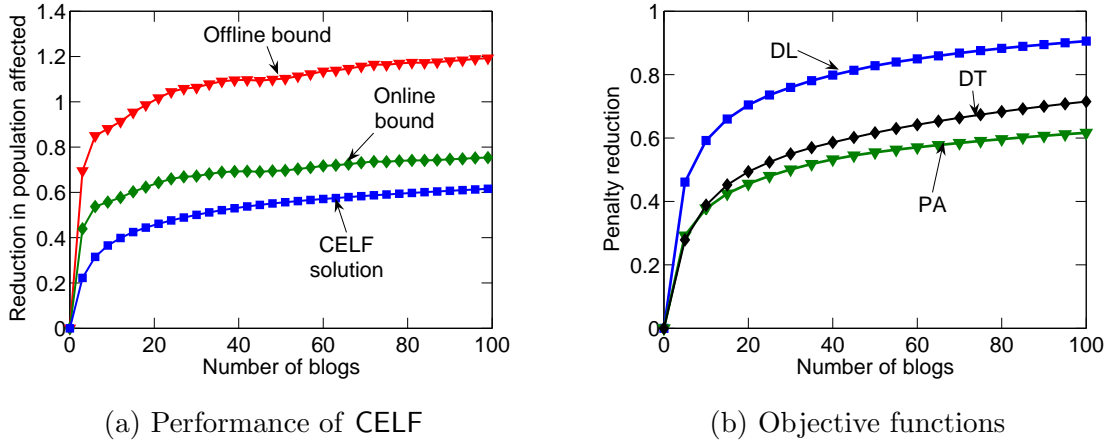 Reduction in population affected
1.4
1.2
1
0.8
0.6
0.4
0.2
0
Offline bound
Online
bound
CELF
solution
0 20 40 60 80 100
Number of blogs
(a) Performance of CELF
Penalty reduction
1
0.8
0.6
0.4
0.2
0
DL
DT
PA
0 20 40 60 80 100
Number of blogs
(b) Objective functions